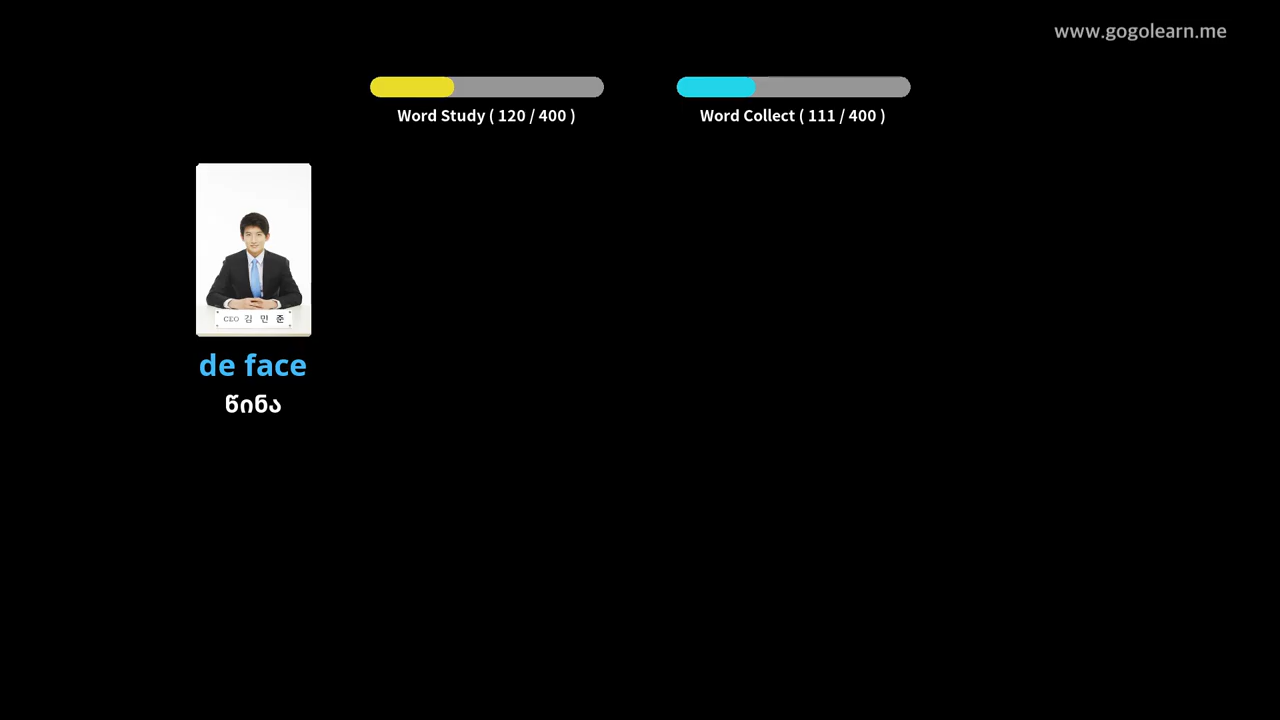 www.gogolearn.me
Word Study ( 120 / 400 )
Word Collect ( 111 / 400 )
CEO 김 민 준
de face
წინა